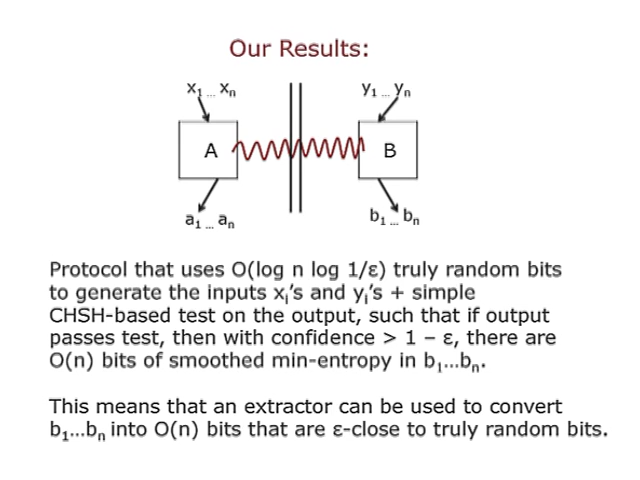 Our Results:
x₁ ... xₙ y₁ ... yₙ
A B
a₁ ... aₙ b₁ ... bₙ
Protocol that uses O(log n log 1/ε) truly random bits
to generate the inputs xᵢ’s and yᵢ’s + simple
CHSH-based test on the output, such that if output
passes test, then with confidence > 1 – ε, there are
O(n) bits of smoothed min-entropy in b₁...bₙ.
This means that an extractor can be used to convert
b₁...bₙ into O(n) bits that are ε-close to truly random bits.